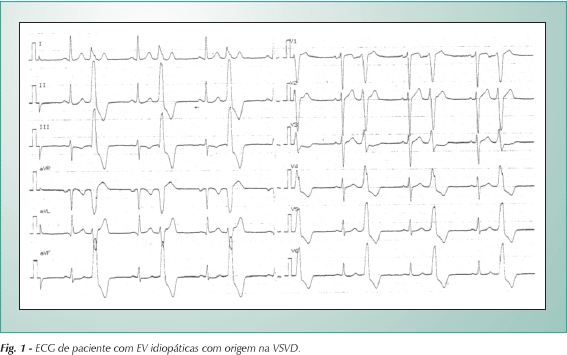 I
II
III
aVR
aVL
aVF
V1
V3
V4
V5
V6
Fig. 1 - ECG de paciente com EV idiopáticas com origem na VSVD.